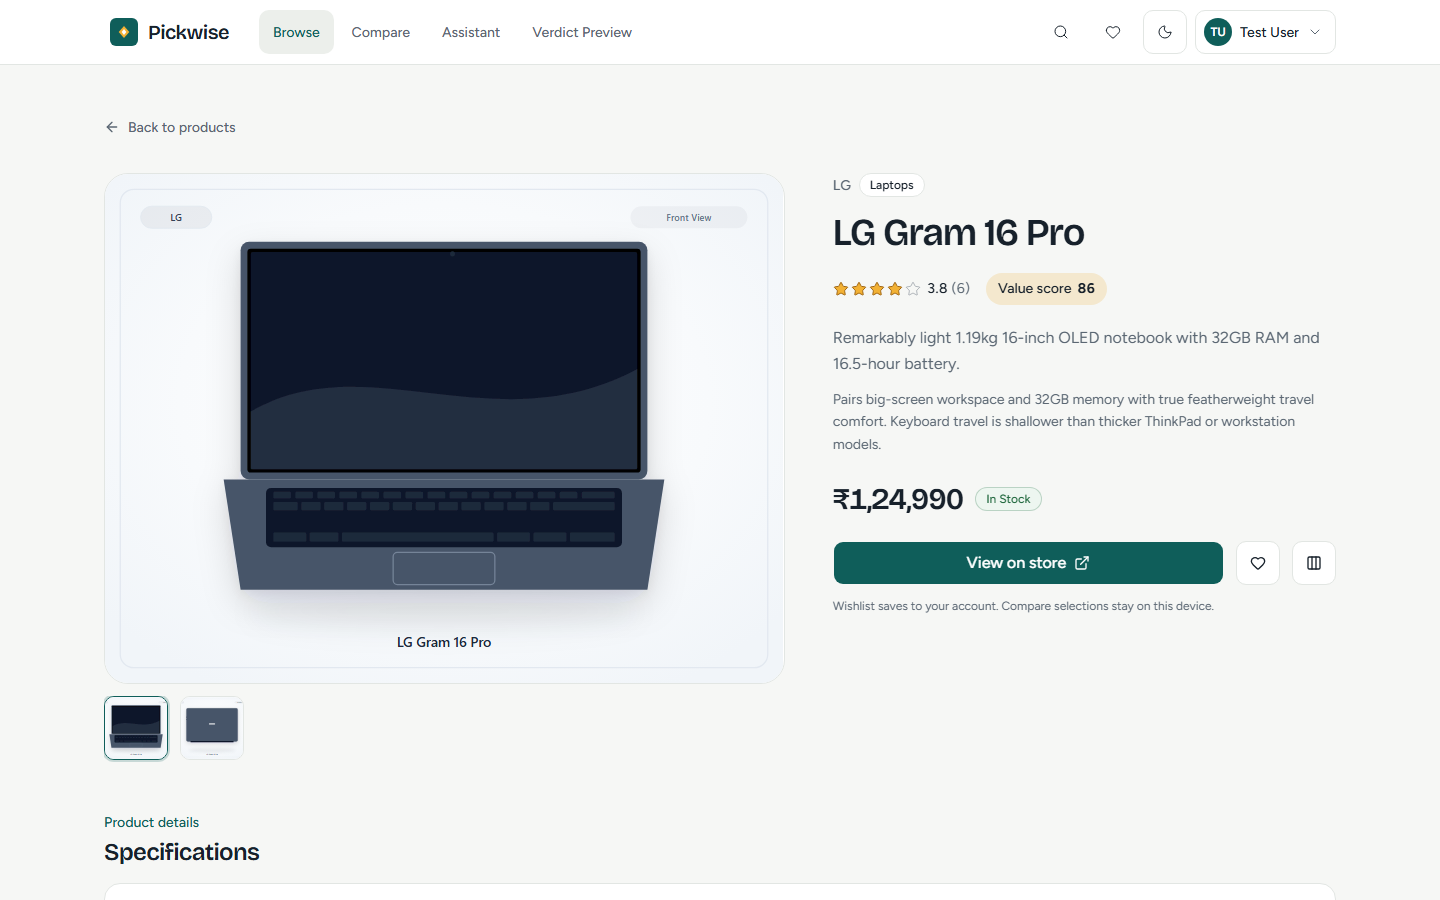 Pickwise
Browse
Compare
Assistant
Verdict Preview
TU
Test User
Back to products
LG
Front View
LG Gram 16 Pro
LG
Laptops
LG Gram 16 Pro
3.8 (6)
Value score 86
Remarkably light 1.19kg 16-inch OLED notebook with 32GB RAM and
16.5-hour battery.
Pairs big-screen workspace and 32GB memory with true featherweight travel
comfort. Keyboard travel is shallower than thicker ThinkPad or workstation
models.
₹1,24,990
In Stock
View on store
Wishlist saves to your account. Compare selections stay on this device.
Product details
Specifications